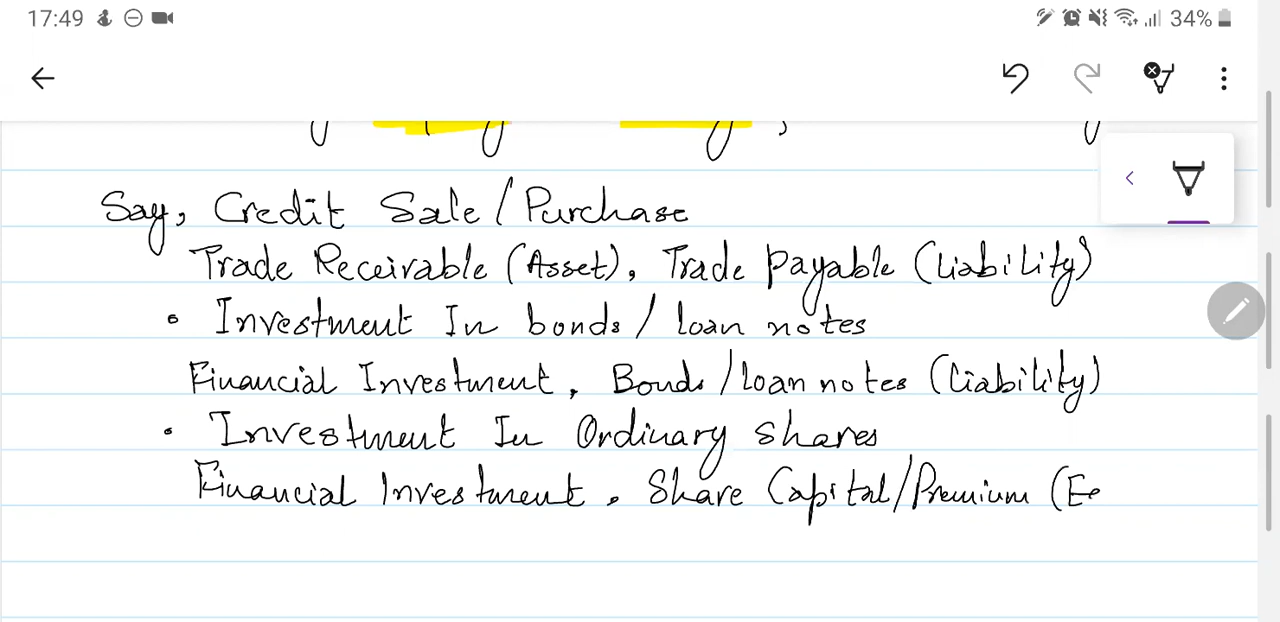 17:49 34%
Say, Credit Sale/Purchase
Trade Receivable (Asset), Trade Payable (Liability)
• Investment In bonds/loan notes
Financial Investment, Bonds/loan notes (Liability)
• Investment In Ordinary shares
Financial Investment, Share Capital/Premium (Eq